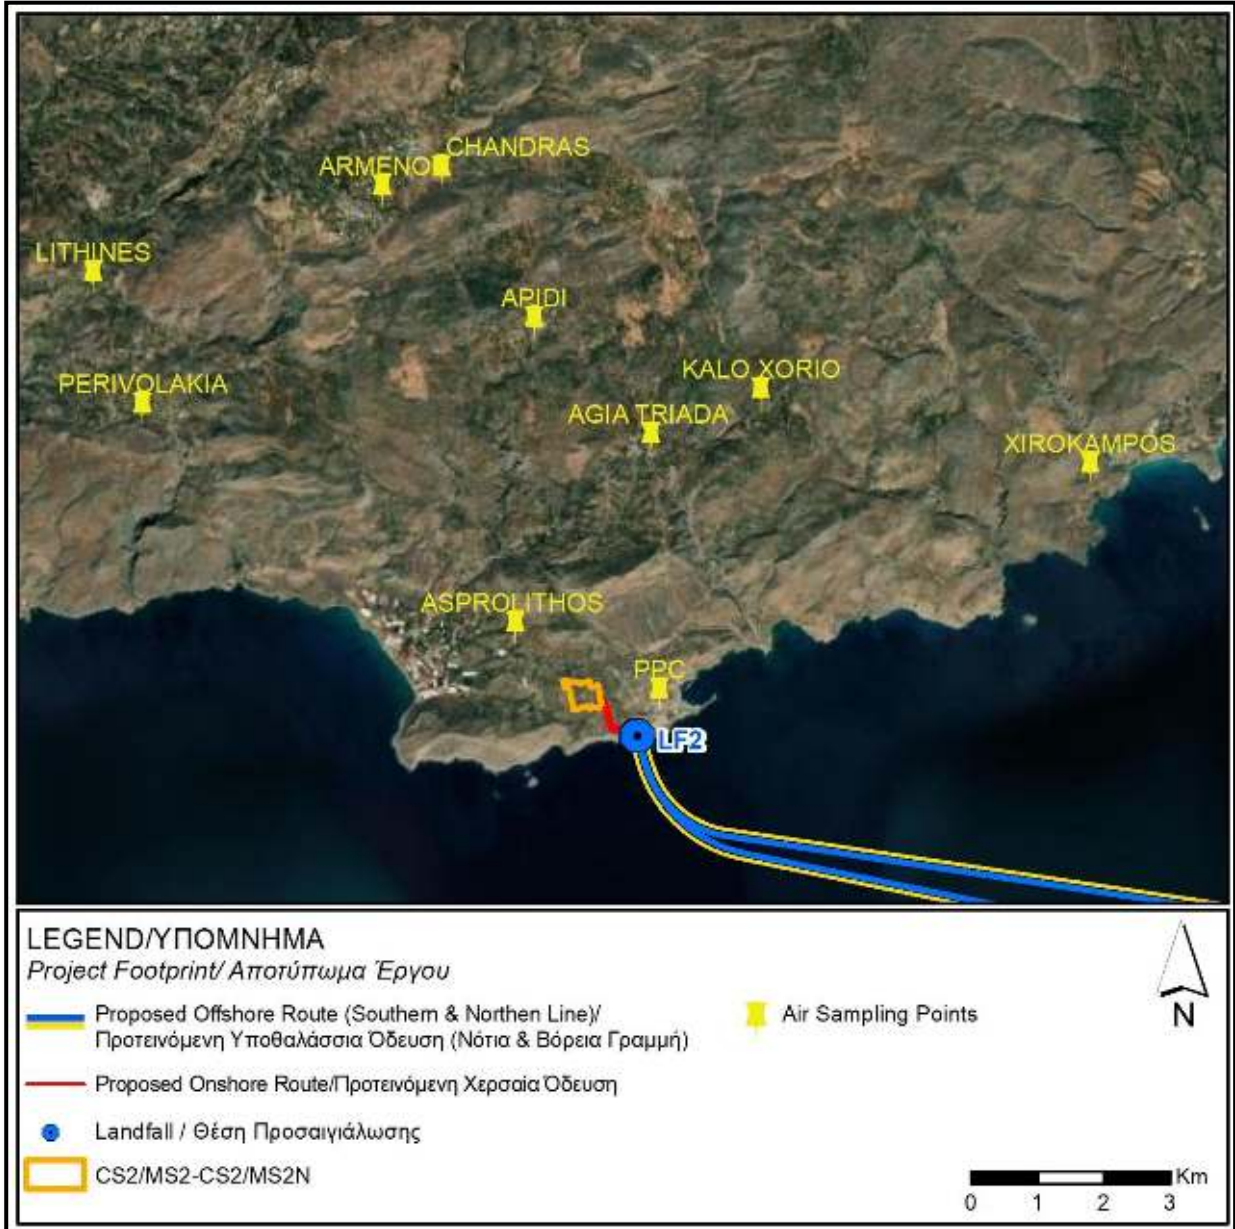 CHANDRAS
ARMENOI
LITHINES
APIDI
PERIVOLAKIA
KALO XORIO
AGIA TRIADA
XIROKAMPOS
ASPROLITHOS
PPC
LF2
LEGEND/ΥΠΟΜΝΗΜΑ
Project Footprint/ Αποτύπωμα Έργου
Proposed Offshore Route (Southern & Northen Line)/
Προτεινόμενη Υποθαλάσσια Όδευση (Νότια & Βόρεια Γραμμή)
Air Sampling Points
N
Proposed Onshore Route/Προτεινόμενη Χερσαία Όδευση
Landfall / Θέση Προσαιγιάλωσης
CS2/MS2-CS2/MS2N
Km
0 1 2 3